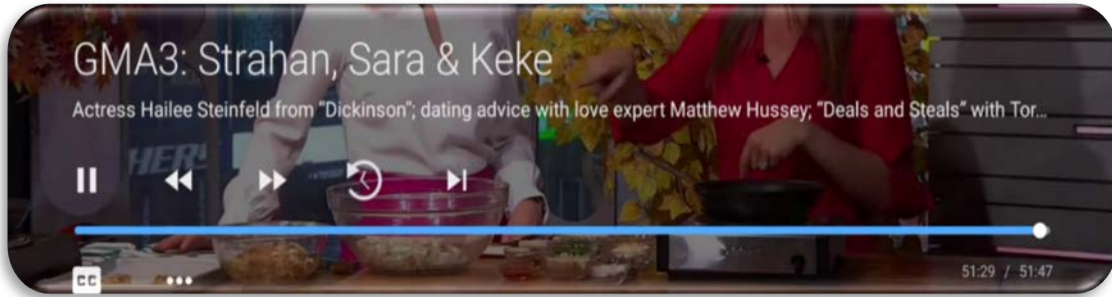 GMA3: Strahan, Sara & Keke
Actress Hailee Steinfeld from “Dickinson”; dating advice with love expert Matthew Hussey; “Deals and Steals” with Tor...
HER!
CC
51:29 / 51:47